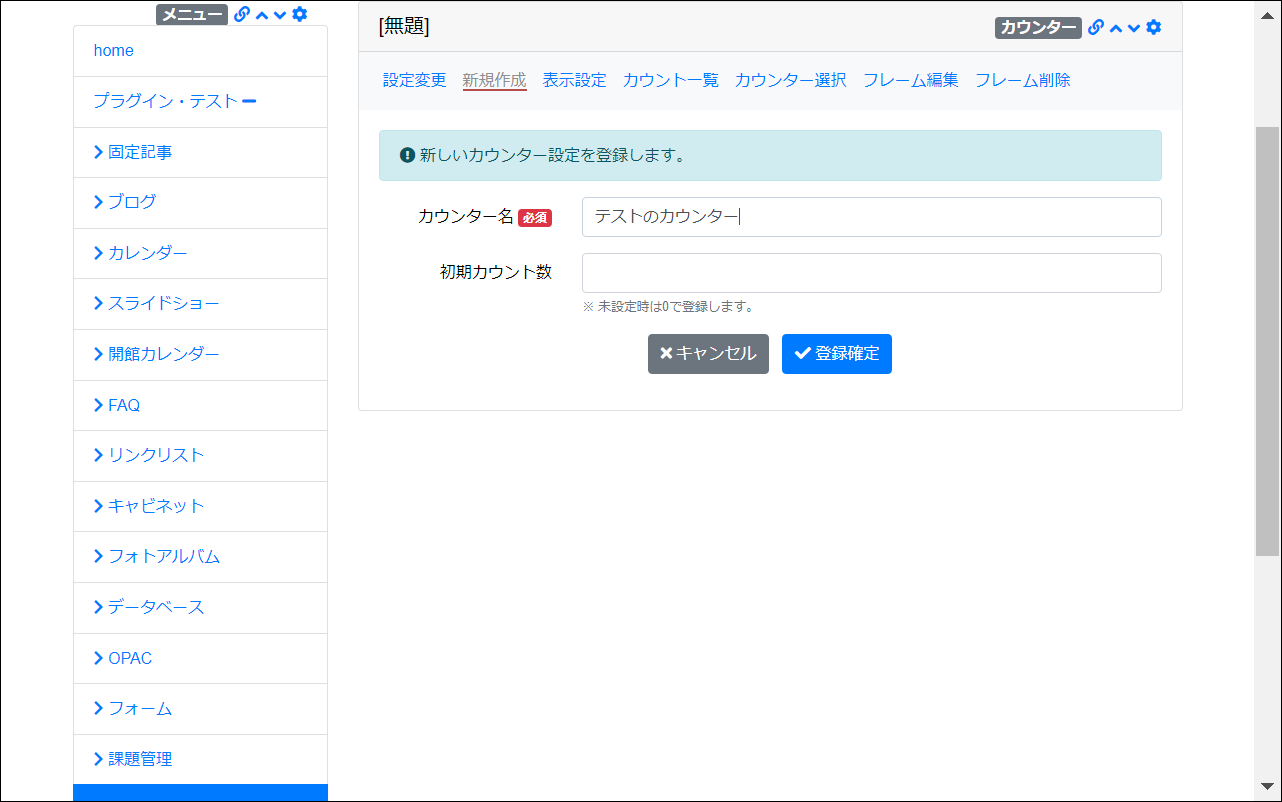 メニュー
home
プラグイン・テスト
固定記事
ブログ
カレンダー
スライドショー
開館カレンダー
FAQ
リンクリスト
キャビネット
フォトアルバム
データベース
OPAC
フォーム
課題管理
[無題]
カウンター
設定変更 新規作成 表示設定 カウント一覧 カウンター選択 フレーム編集 フレーム削除
新しいカウンター設定を登録します。
カウンター名 必須 テストのカウンター
初期カウント数
※ 未設定時は0で登録します。
キャンセル 登録確定